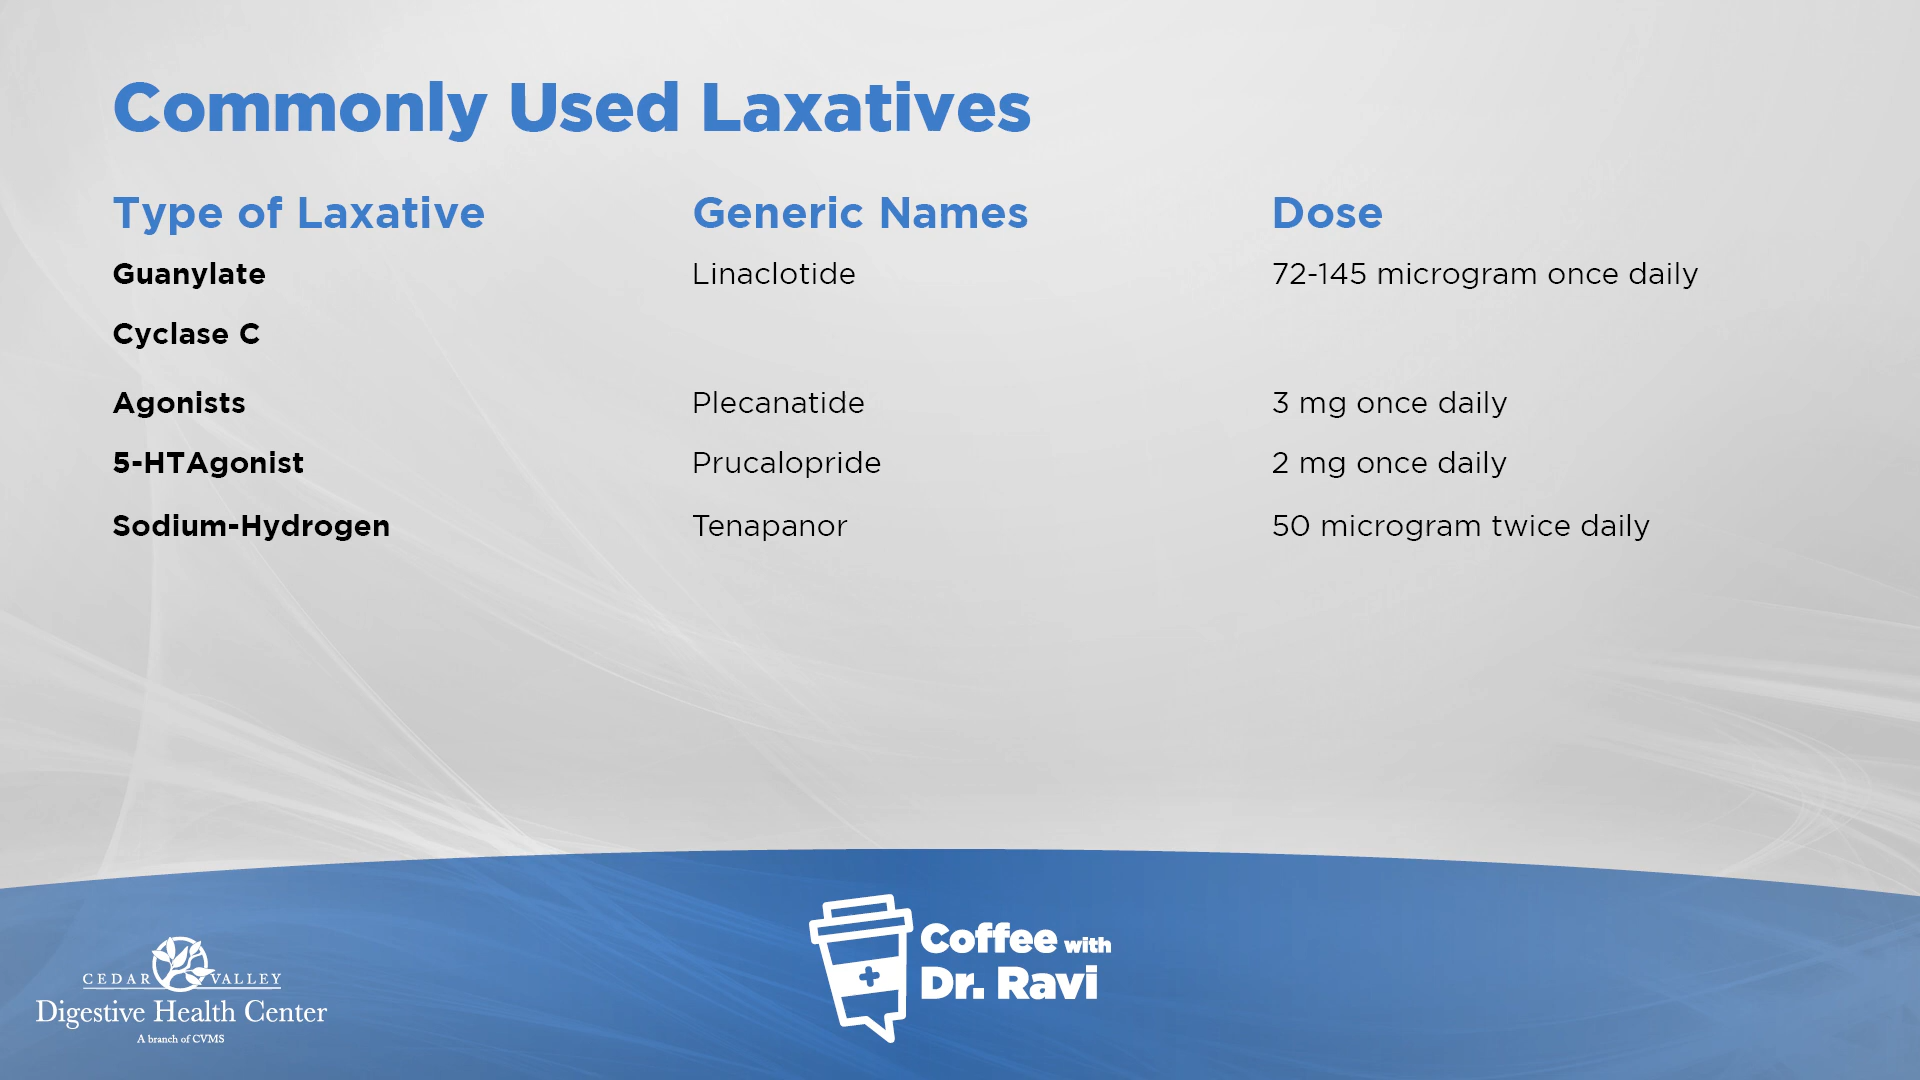 Commonly Used Laxatives
Type of Laxative Generic Names Dose
Guanylate Linaclotide 72-145 microgram once daily
Cyclase C
Agonists Plecanatide 3 mg once daily
5-HTAgonist Prucalopride 2 mg once daily
Sodium-Hydrogen Tenapanor 50 microgram twice daily
CEDAR VALLEY
Digestive Health Center
A branch of CVMS
Coffee with
Dr. Ravi